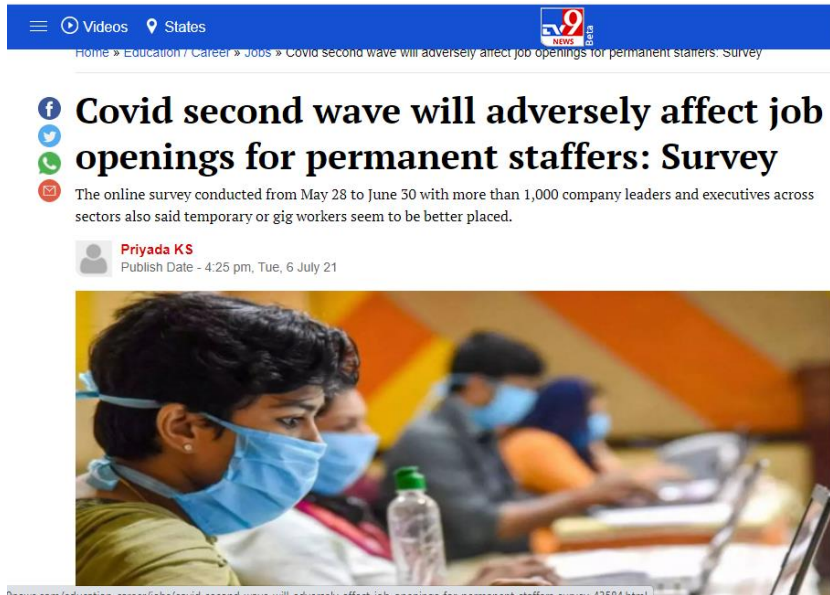 Videos States
TV9
NEWS
Beta
Home » Education / Career » Jobs » Covid second wave will adversely affect job openings for permanent staffers: Survey
Covid second wave will adversely affect job
openings for permanent staffers: Survey
The online survey conducted from May 28 to June 30 with more than 1,000 company leaders and executives across
sectors also said temporary or gig workers seem to be better placed.
Priyada KS
Publish Date - 4:25 pm, Tue, 6 July 21